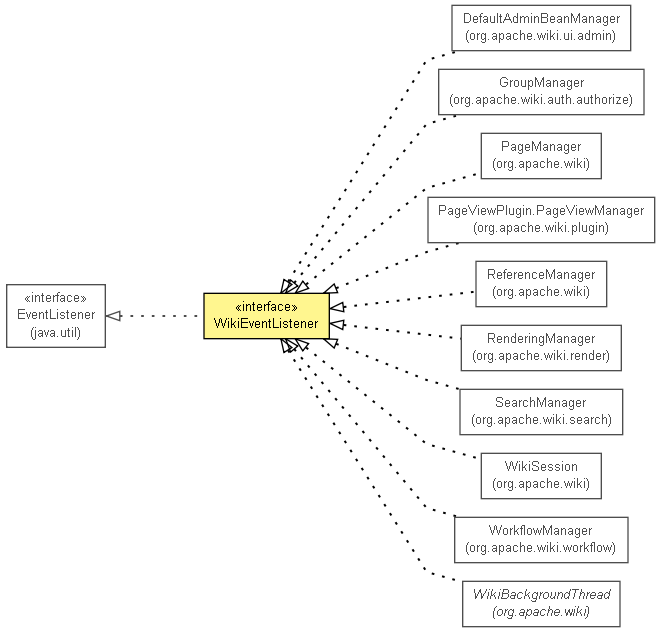 DefaultAdminBeanManager
(org.apache.wiki.ui.admin)
GroupManager
(org.apache.wiki.auth.authorize)
PageManager
(org.apache.wiki)
PageViewPlugin.PageViewManager
(org.apache.wiki.plugin)
ReferenceManager
(org.apache.wiki)
«interface»
EventListener
(java.util)
«interface»
WikiEventListener
RenderingManager
(org.apache.wiki.render)
SearchManager
(org.apache.wiki.search)
WikiSession
(org.apache.wiki)
WorkflowManager
(org.apache.wiki.workflow)
WikiBackgroundThread
(org.apache.wiki)